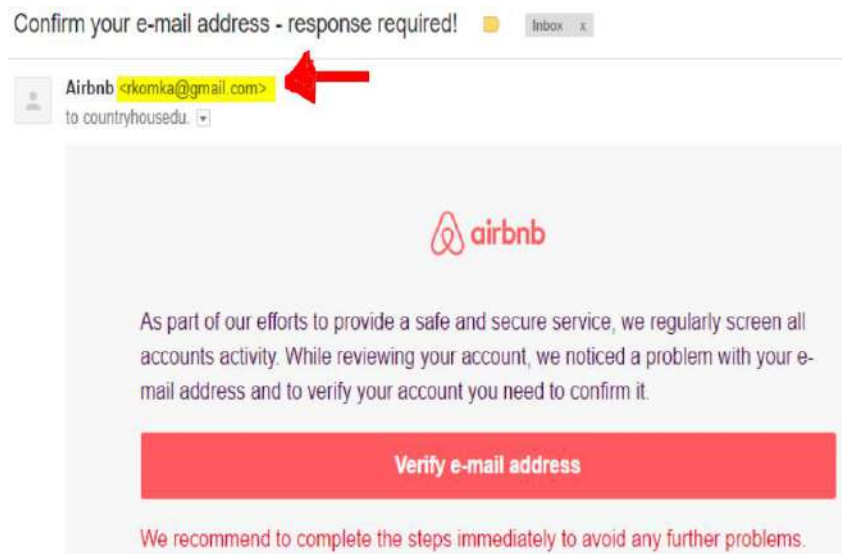 Confirm your e-mail address - response required!
Inbox x
Airbnb <rkomka@gmail.com>
to countryhousedu.
airbnb
As part of our efforts to provide a safe and secure service, we regularly screen all
accounts activity. While reviewing your account, we noticed a problem with your e-
mail address and to verify your account you need to confirm it.
Verify e-mail address
We recommend to complete the steps immediately to avoid any further problems.